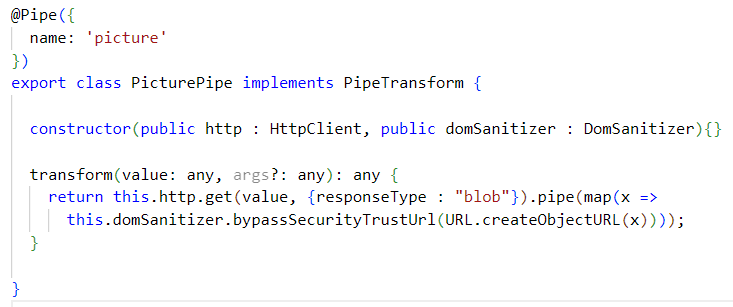 @Pipe({
  name: 'picture'
})
export class PicturePipe implements PipeTransform {
  constructor(public http : HttpClient, public domSanitizer : DomSanitizer){}
  transform(value: any, args?: any): any {
    return this.http.get(value, {responseType : "blob"}).pipe(map(x =>
      this.domSanitizer.bypassSecurityTrustUrl(URL.createObjectURL(x))));
  }
}